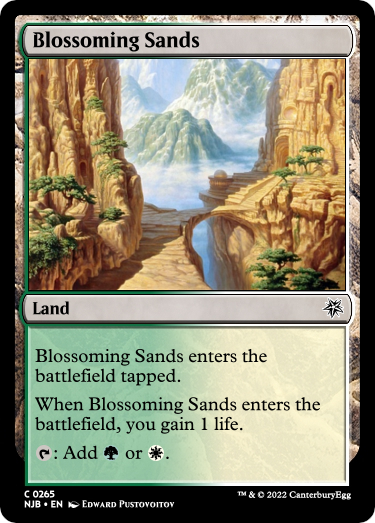 Blossoming Sands
Land
Blossoming Sands enters the
battlefield tapped.
When Blossoming Sands enters the
battlefield, you gain 1 life.
: Add or .
C 0265
NJB • EN Edward Pustovoitov
™ & © 2022 CanterburyEgg